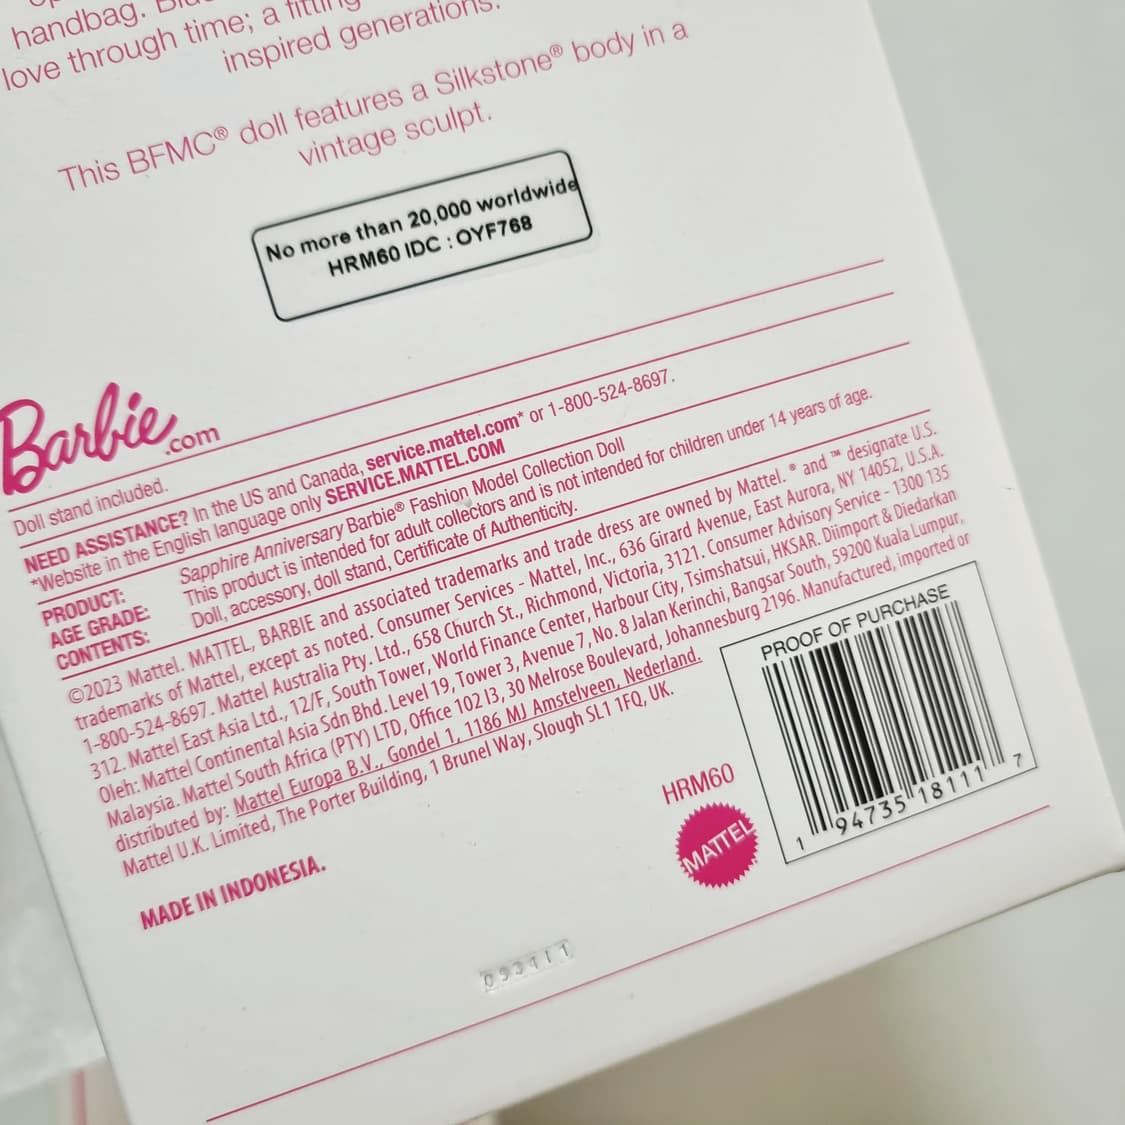 handbag.
love through time; a fitting
inspired generations.
This BFMC® doll features a Silkstone® body in a
vintage sculpt.
No more than 20,000 worldwide
HRM60 IDC : OYF768
Barbie.com
Doll stand included.
NEED ASSISTANCE? In the US and Canada, service.mattel.com* or 1-800-524-8697.
*Website in the English language only SERVICE.MATTEL.COM
PRODUCT: Sapphire Anniversary Barbie® Fashion Model Collection Doll
AGE GRADE: This product is intended for adult collectors and is not intended for children under 14 years of age.
CONTENTS: Doll, accessory, doll stand, Certificate of Authenticity.
©2023 Mattel. MATTEL, BARBIE and associated trademarks and trade dress are owned by Mattel. ® and ™ designate U.S.
trademarks of Mattel, except as noted. Consumer Services - Mattel, Inc., 636 Girard Avenue, East Aurora, NY 14052, U.S.A.
1-800-524-8697. Mattel Australia Pty. Ltd., 658 Church St., Richmond, Victoria, 3121. Consumer Advisory Service - 1300 135
312. Mattel East Asia Ltd., 12/F, South Tower, World Finance Center, Harbour City, Tsimshatsui, HKSAR. Diimport & Diedarkan
Oleh: Mattel Continental Asia Sdn Bhd. Level 19, Tower 3, Avenue 7, No. 8 Jalan Kerinchi, Bangsar South, 59200 Kuala Lumpur,
Malaysia. Mattel South Africa (PTY) LTD, Office 102 I3, 30 Melrose Boulevard, Johannesburg 2196. Manufactured, imported or
distributed by: Mattel Europa B.V., Gondel 1, 1186 MJ Amstelveen, Nederland.
Mattel U.K. Limited, The Porter Building, 1 Brunel Way, Slough SL1 1FQ, UK.
PROOF OF PURCHASE
1 94735 18111 7
HRM60
MATTEL
MADE IN INDONESIA.